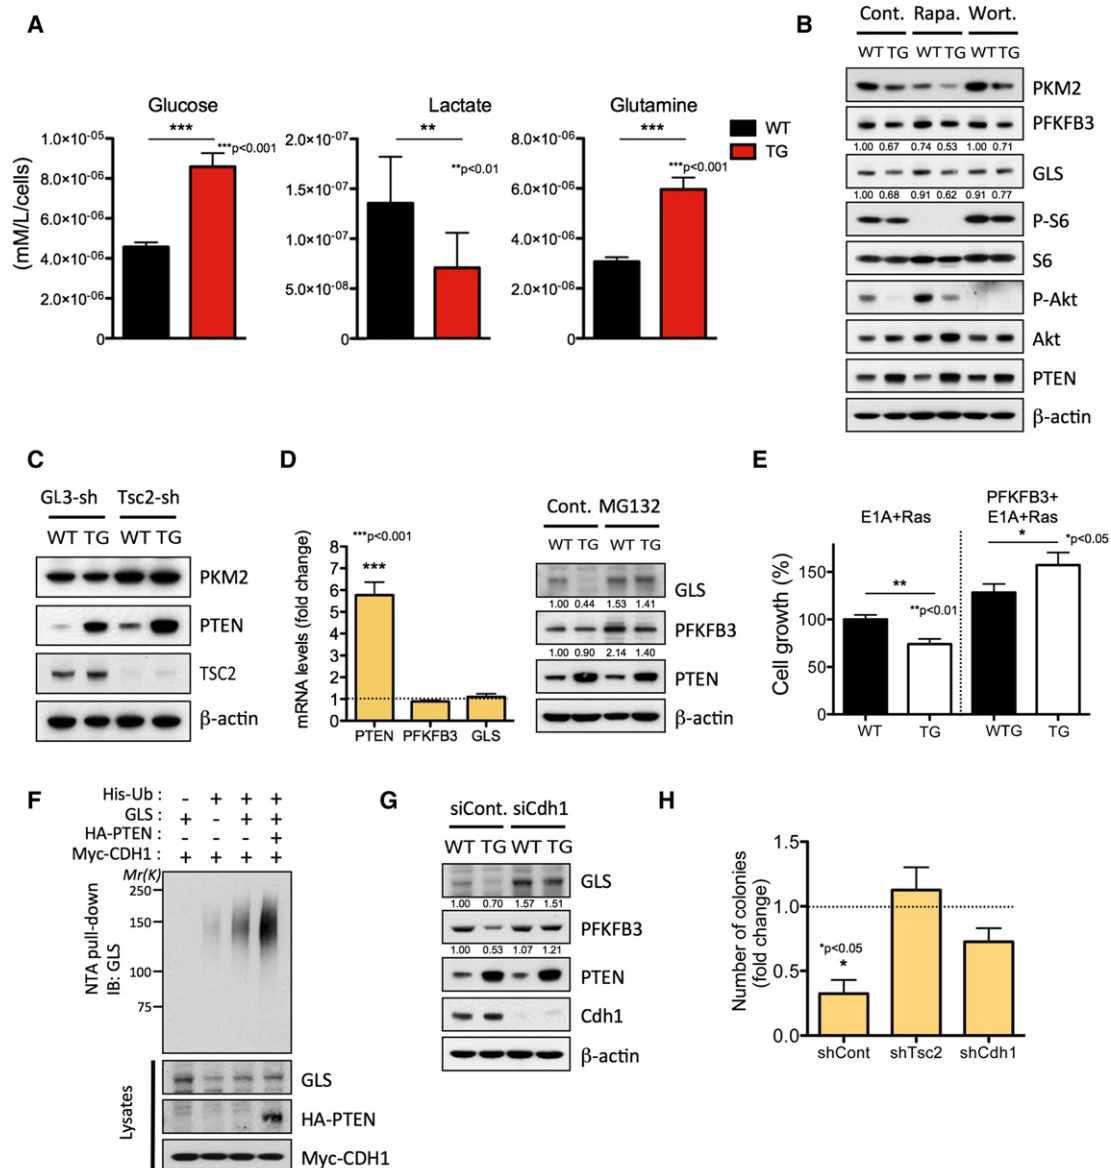 A
Glucose
Lactate
Glutamine
(mM/L/cells)
1.0×10⁻⁰⁵
8.0×10⁻⁰⁶
6.0×10⁻⁰⁶
4.0×10⁻⁰⁶
2.0×10⁻⁰⁶
0
***
***p<0.001
2.0×10⁻⁰⁷
1.5×10⁻⁰⁷
1.0×10⁻⁰⁷
5.0×10⁻⁰⁸
0
**
**p<0.01
8.0×10⁻⁰⁶
6.0×10⁻⁰⁶
4.0×10⁻⁰⁶
2.0×10⁻⁰⁶
0
***
***p<0.001
WT
TG
B
Cont. Rapa. Wort.
WT TG WT TG WT TG
PKM2
PFKFB3
1.00 0.67 0.74 0.53 1.00 0.71
GLS
1.00 0.68 0.91 0.62 0.91 0.77
P-S6
S6
P-Akt
Akt
PTEN
β-actin
C
GL3-sh Tsc2-sh
WT TG WT TG
PKM2
PTEN
TSC2
β-actin
D
mRNA levels (fold change)
8
7
6
5
4
3
2
1
0
***p<0.001
***
PTEN PFKFB3 GLS
Cont. MG132
WT TG WT TG
GLS
1.00 0.44 1.53 1.41
PFKFB3
1.00 0.90 2.14 1.40
PTEN
β-actin
E
Cell growth (%)
150
100
50
0
E1A+Ras
**
**p<0.01
PFKFB3+
E1A+Ras
*
*p<0.05
WT TG WTG TG
F
His-Ub : - + + +
GLS : + - + +
HA-PTEN : - - - +
Myc-CDH1 : + + + +
Mr(K)
250
150
100
75
NTA pull-down
IB: GLS
Lysates
GLS
HA-PTEN
Myc-CDH1
G
siCont. siCdh1
WT TG WT TG
GLS
1.00 0.70 1.57 1.51
PFKFB3
1.00 0.53 1.07 1.21
PTEN
Cdh1
β-actin
H
Number of colonies
(fold change)
1.5
1.0
0.5
0.0
*p<0.05
*
shCont shTsc2 shCdh1